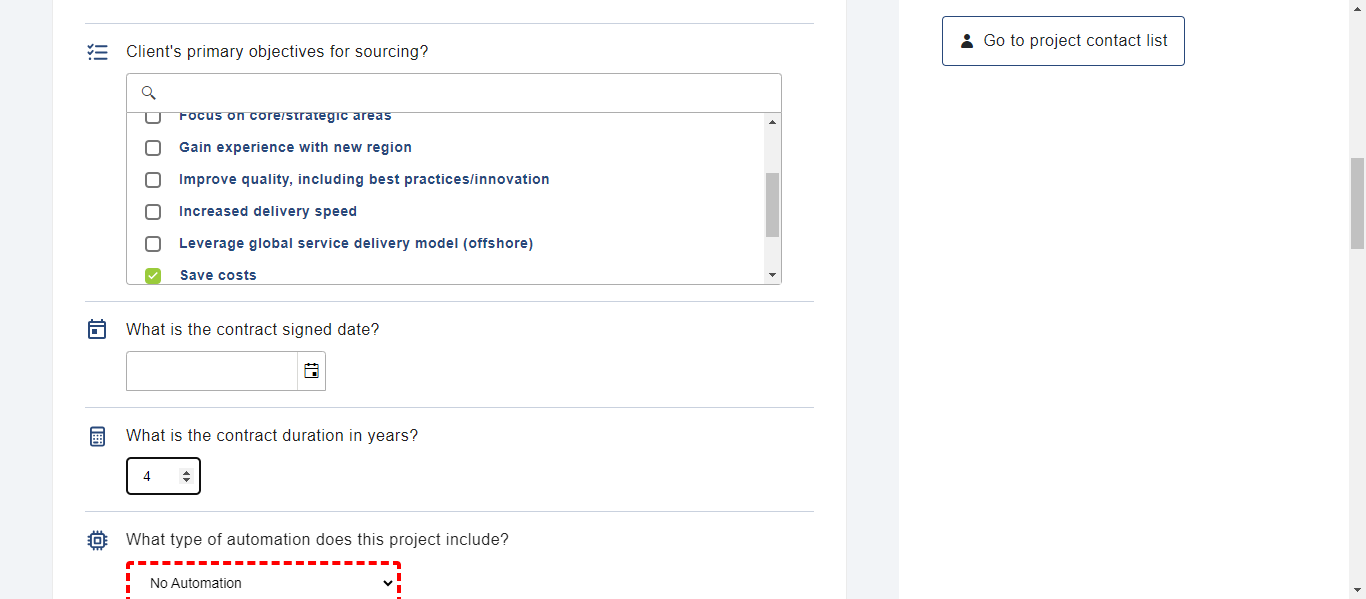 Client's primary objectives for sourcing?
Focus on core/strategic areas
Gain experience with new region
Improve quality, including best practices/innovation
Increased delivery speed
Leverage global service delivery model (offshore)
Save costs
What is the contract signed date?
What is the contract duration in years?
4
What type of automation does this project include?
No Automation
Go to project contact list